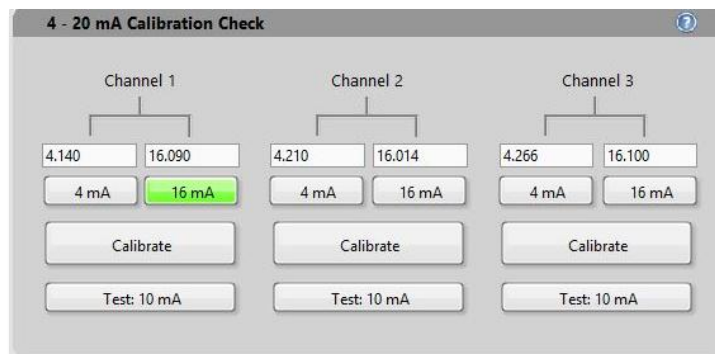 4 - 20 mA Calibration Check
?
Channel 1
Channel 2
Channel 3
4.140
16.090
4.210
16.014
4.266
16.100
4 mA
16 mA
4 mA
16 mA
4 mA
16 mA
Calibrate
Calibrate
Calibrate
Test: 10 mA
Test: 10 mA
Test: 10 mA